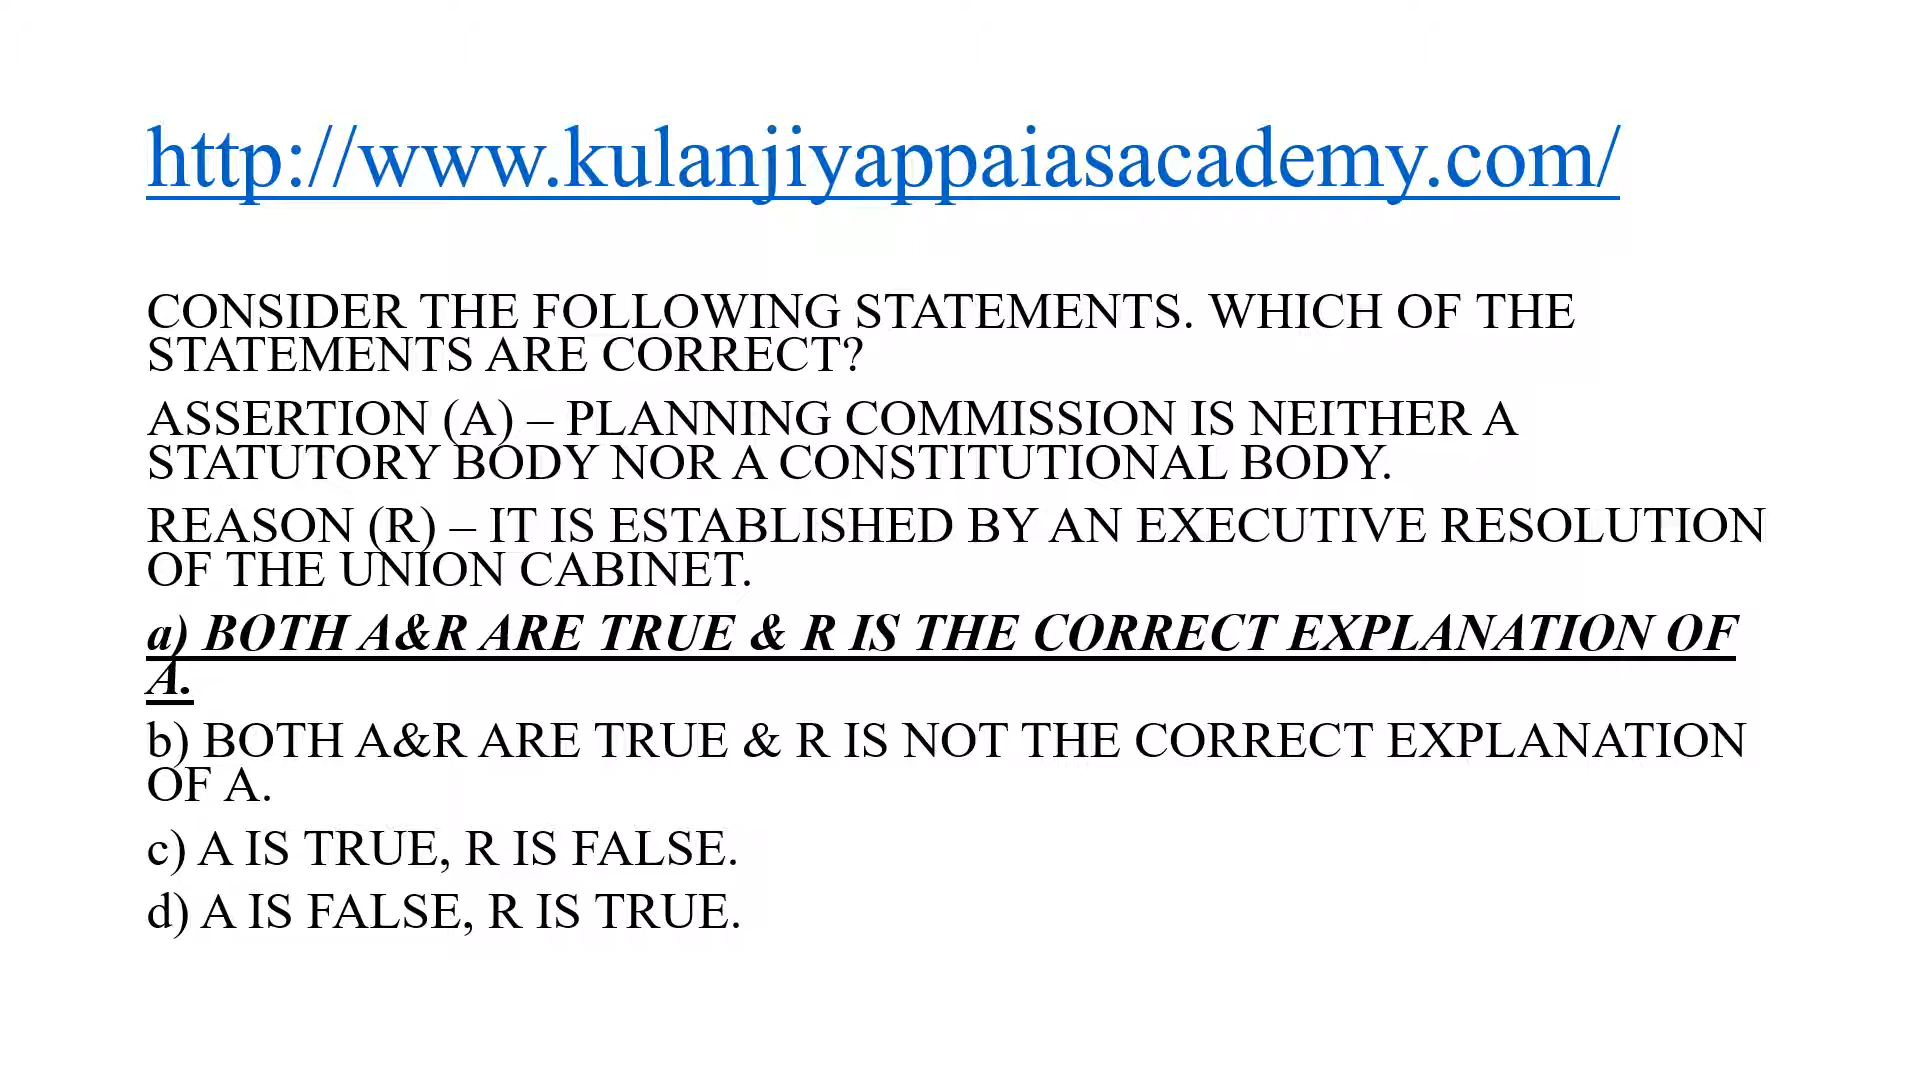 http://www.kulanjiyappaiasacademy.com/
CONSIDER THE FOLLOWING STATEMENTS. WHICH OF THE
STATEMENTS ARE CORRECT?
ASSERTION (A) – PLANNING COMMISSION IS NEITHER A
STATUTORY BODY NOR A CONSTITUTIONAL BODY.
REASON (R) – IT IS ESTABLISHED BY AN EXECUTIVE RESOLUTION
OF THE UNION CABINET.
a) BOTH A&R ARE TRUE & R IS THE CORRECT EXPLANATION OF
A.
b) BOTH A&R ARE TRUE & R IS NOT THE CORRECT EXPLANATION
OF A.
c) A IS TRUE, R IS FALSE.
d) A IS FALSE, R IS TRUE.